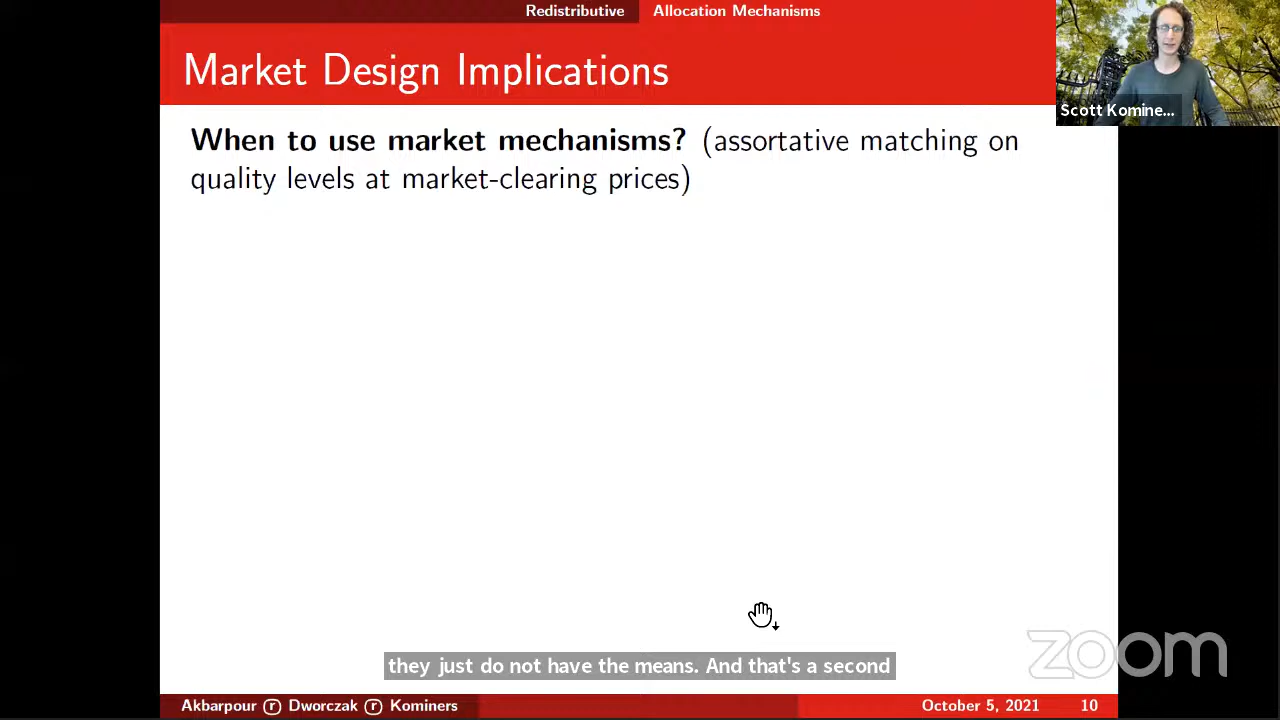 Redistributive Allocation Mechanisms
Market Design Implications
Scott Komine...
When to use market mechanisms? (assortative matching on
quality levels at market-clearing prices)
they just do not have the means. And that's a second
zoom
Akbarpour ⓡ Dworczak ⓡ Kominers October 5, 2021 10